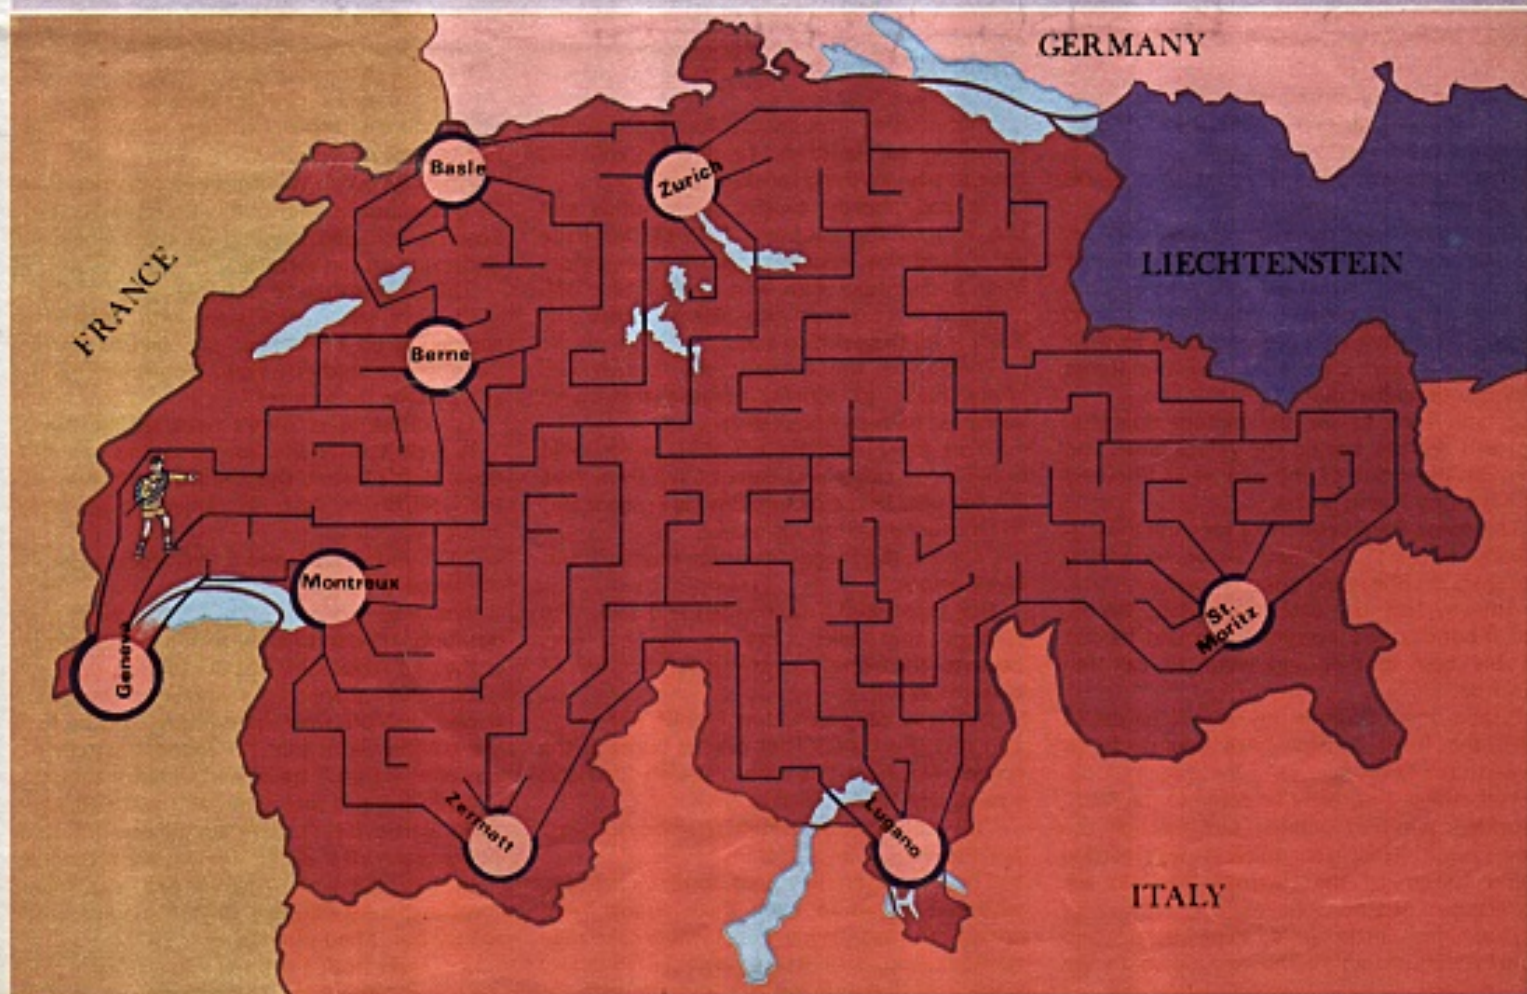 GERMANY
Basle
Zurich
LIECHTENSTEIN
FRANCE
Berne
Montreux
St.
Moritz
Geneva
Zermatt
Lugano
ITALY